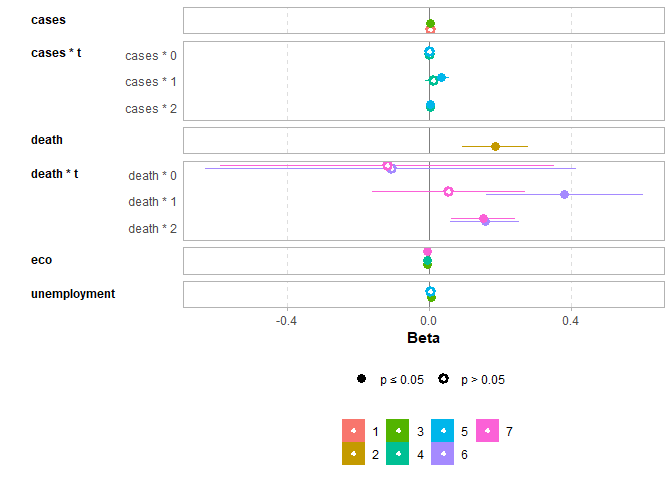 cases
cases * t
cases * 0
cases * 1
cases * 2
death
death * t
death * 0
death * 1
death * 2
eco
unemployment
-0.4 0.0 0.4
Beta
p ≤ 0.05 p > 0.05
1 3 5 7
2 4 6